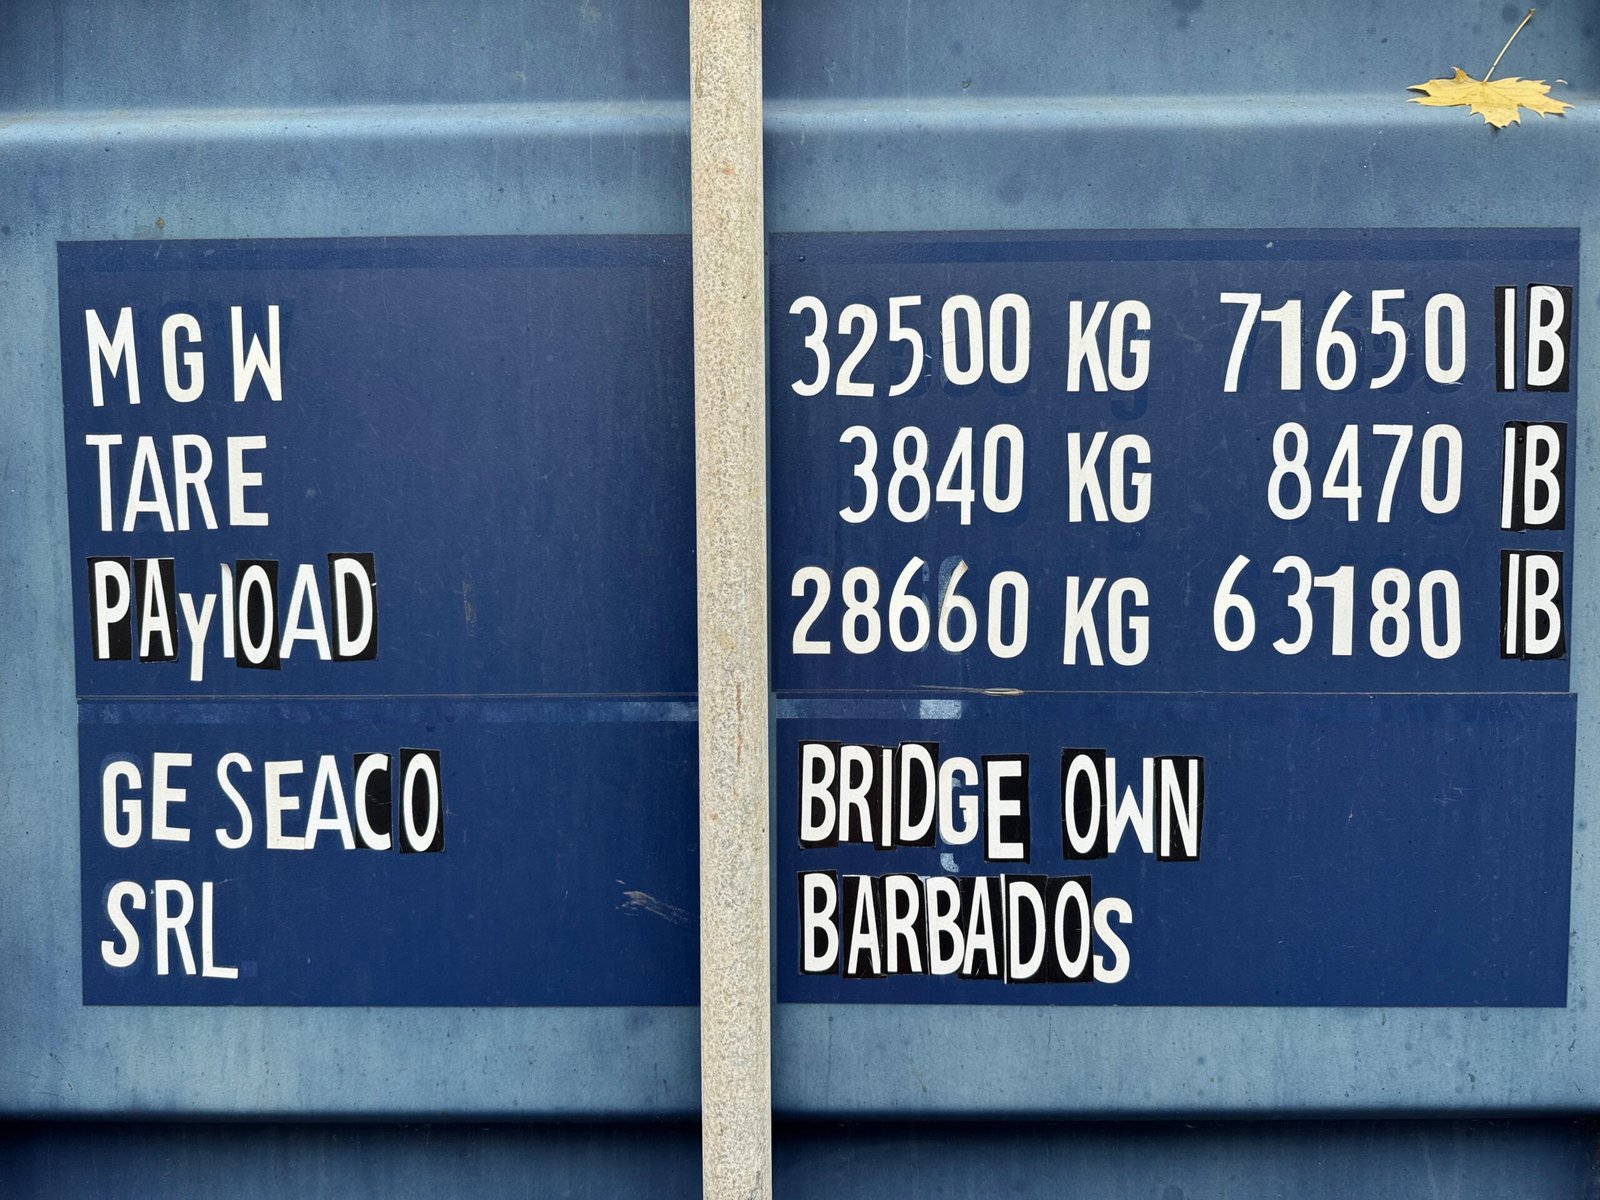 MGW 32500 KG 71650 lB
TARE 3840 KG 8470 lB
PAylOAD 28660 KG 63180 lB
GE SEACO BRIDGE OWN
SRL BARBADOS